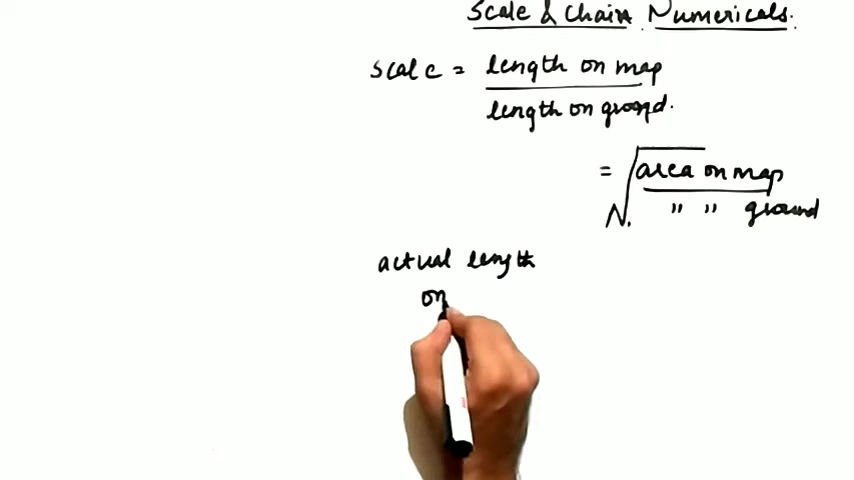 Scale & Chain Numericals.
Scale = length on map
length on ground.
= √ area on map
" " ground
actual length
on